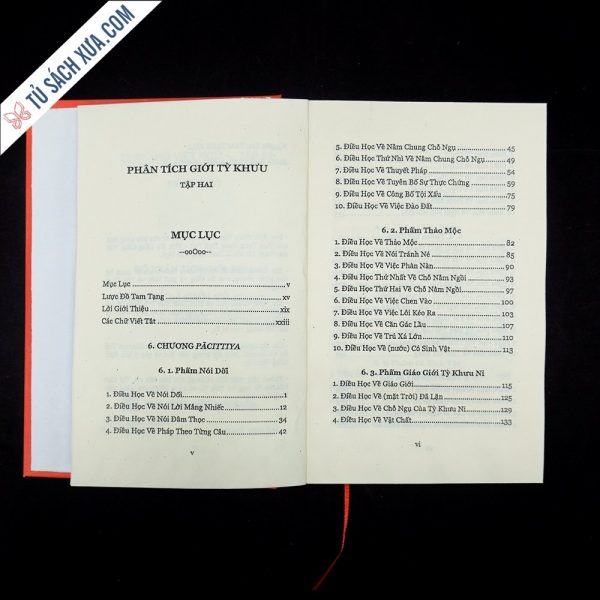 TỦ SÁCH XƯA.COM
PHÂN TÍCH GIỚI TỲ KHƯU
TẬP HAI
MỤC LỤC
--ooOoo--
Mục Lục ........ v
Lược Đồ Tam Tạng ........ xv
Lời Giới Thiệu ........ xix
Các Chữ Viết Tắt ........ xxiii
6. CHƯƠNG PĀCITTIYA
6. 1. Phẩm Nói Dối
1. Điều Học Về Nói Dối ........ 1
2. Điều Học Về Nói Lời Mắng Nhiếc ........ 12
3. Điều Học Về Nói Đâm Thọc ........ 34
4. Điều Học Về Pháp Theo Từng Câu ........ 42
v
5. Điều Học Về Nằm Chung Chỗ Ngụ ........ 45
6. Điều Học Thứ Nhì Về Nằm Chung Chỗ Ngụ ........ 49
7. Điều Học Về Thuyết Pháp ........ 54
8. Điều Học Về Tuyên Bố Sự Thực Chứng ........ 59
9. Điều Học Về Công Bố Tội Xấu ........ 75
10. Điều Học Về Việc Đào Đất ........ 79
6. 2. Phẩm Thảo Mộc
1. Điều Học Về Thảo Mộc ........ 82
2. Điều Học Về Nói Tránh Né ........ 85
3. Điều Học Về Việc Phàn Nàn ........ 90
4. Điều Học Thứ Nhất Về Chỗ Nằm Ngồi ........ 93
5. Điều Học Thứ Hai Về Chỗ Nằm Ngồi ........ 97
6. Điều Học Về Việc Chen Vào ........ 100
7. Điều Học Về Việc Lôi Kéo Ra ........ 103
8. Điều Học Về Căn Gác Lầu ........ 107
9. Điều Học Về Trú Xá Lớn ........ 110
10. Điều Học Về (nước) Có Sinh Vật ........ 113
6. 3. Phẩm Giáo Giới Tỳ Khưu Ni
1. Điều Học Về Giáo Giới ........ 115
2. Điều Học Về (mặt Trời) Đã Lặn ........ 125
3. Điều Học Về Chỗ Ngụ Của Tỳ Khưu Ni ........ 129
4. Điều Học Về Vật Chất ........ 133
vi